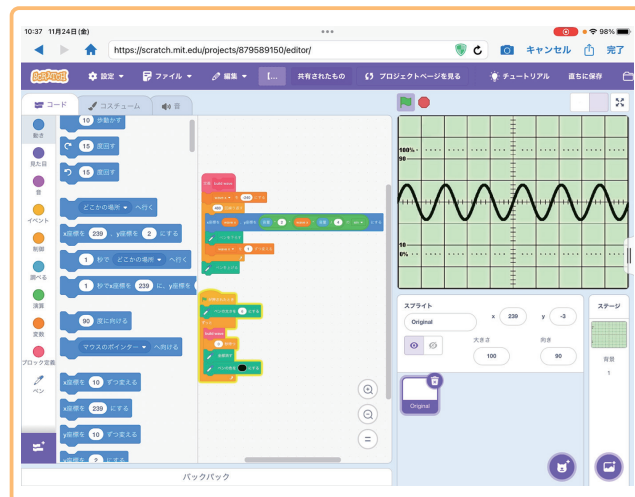 10:37 11月24日(金)
98%
https://scratch.mit.edu/projects/879589150/editor/
キャンセル
完了
SCRATCH
設定
ファイル
編集
[...
共有されたもの
プロジェクトページを見る
チュートリアル
直ちに保存
コード
コスチューム
音
動き
見た目
音
イベント
制御
調べる
演算
変数
ブロック定義
ペン
10 歩動かす
15 度回す
15 度回す
どこかの場所 へ行く
x座標を 239 、y座標を 2 にする
1 秒で どこかの場所 へ行く
1 秒でx座標を 239 に、y座標を
90 度に向ける
マウスのポインター へ向ける
x座標を 10 ずつ変える
x座標を 239 にする
y座標を 10 ずつ変える
y座標を 2 にする
100%
90
10
0%
スプライト
Original
x 239
y -3
大きさ
100
向き
90
Original
ステージ
背景
1
バックパック